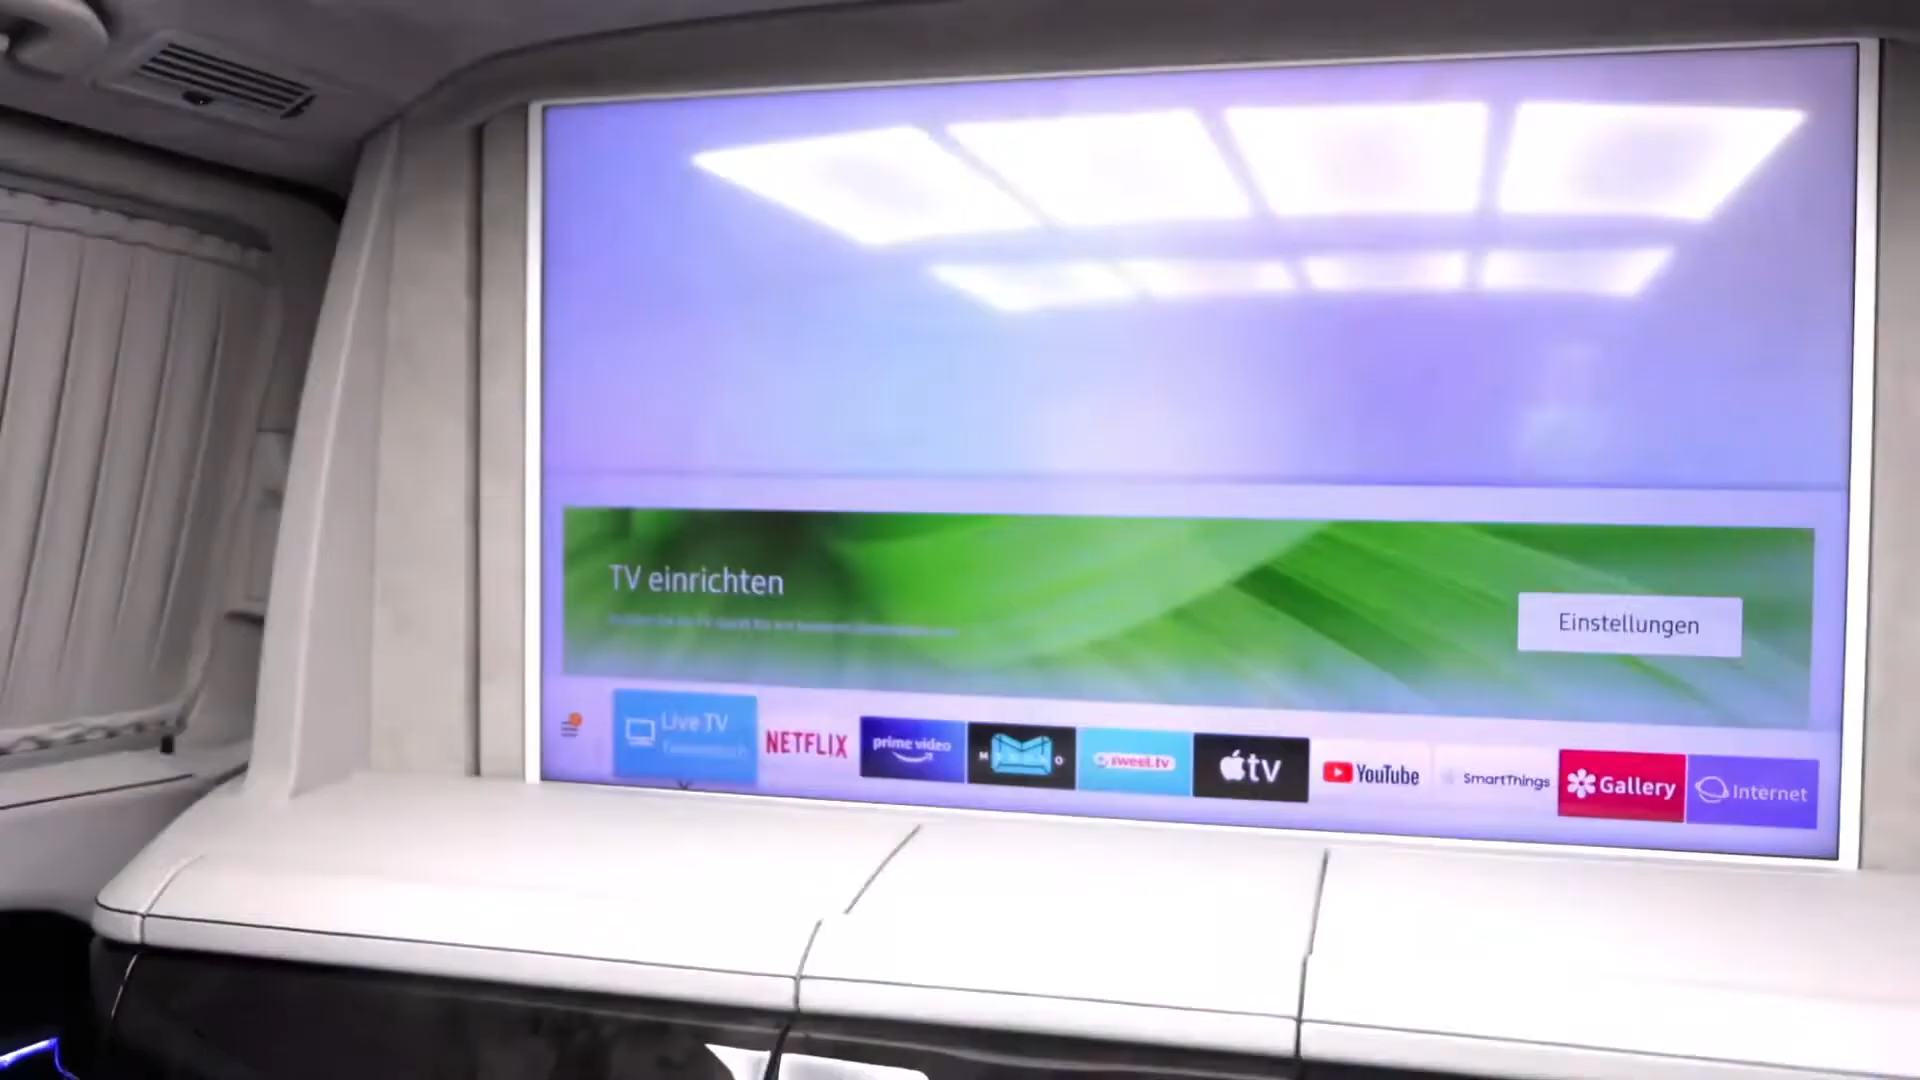 TV einrichten
Einstellungen
Live TV
NETFLIX
prime video
sweet.tv
tv
YouTube
SmartThings
Gallery
Internet